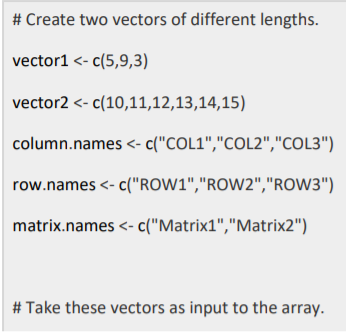 # Create two vectors of different lengths.
vector1 <- c(5,9,3)
vector2 <- c(10,11,12,13,14,15)
column.names <- c("COL1","COL2","COL3")
row.names <- c("ROW1","ROW2","ROW3")
matrix.names <- c("Matrix1","Matrix2")
# Take these vectors as input to the array.